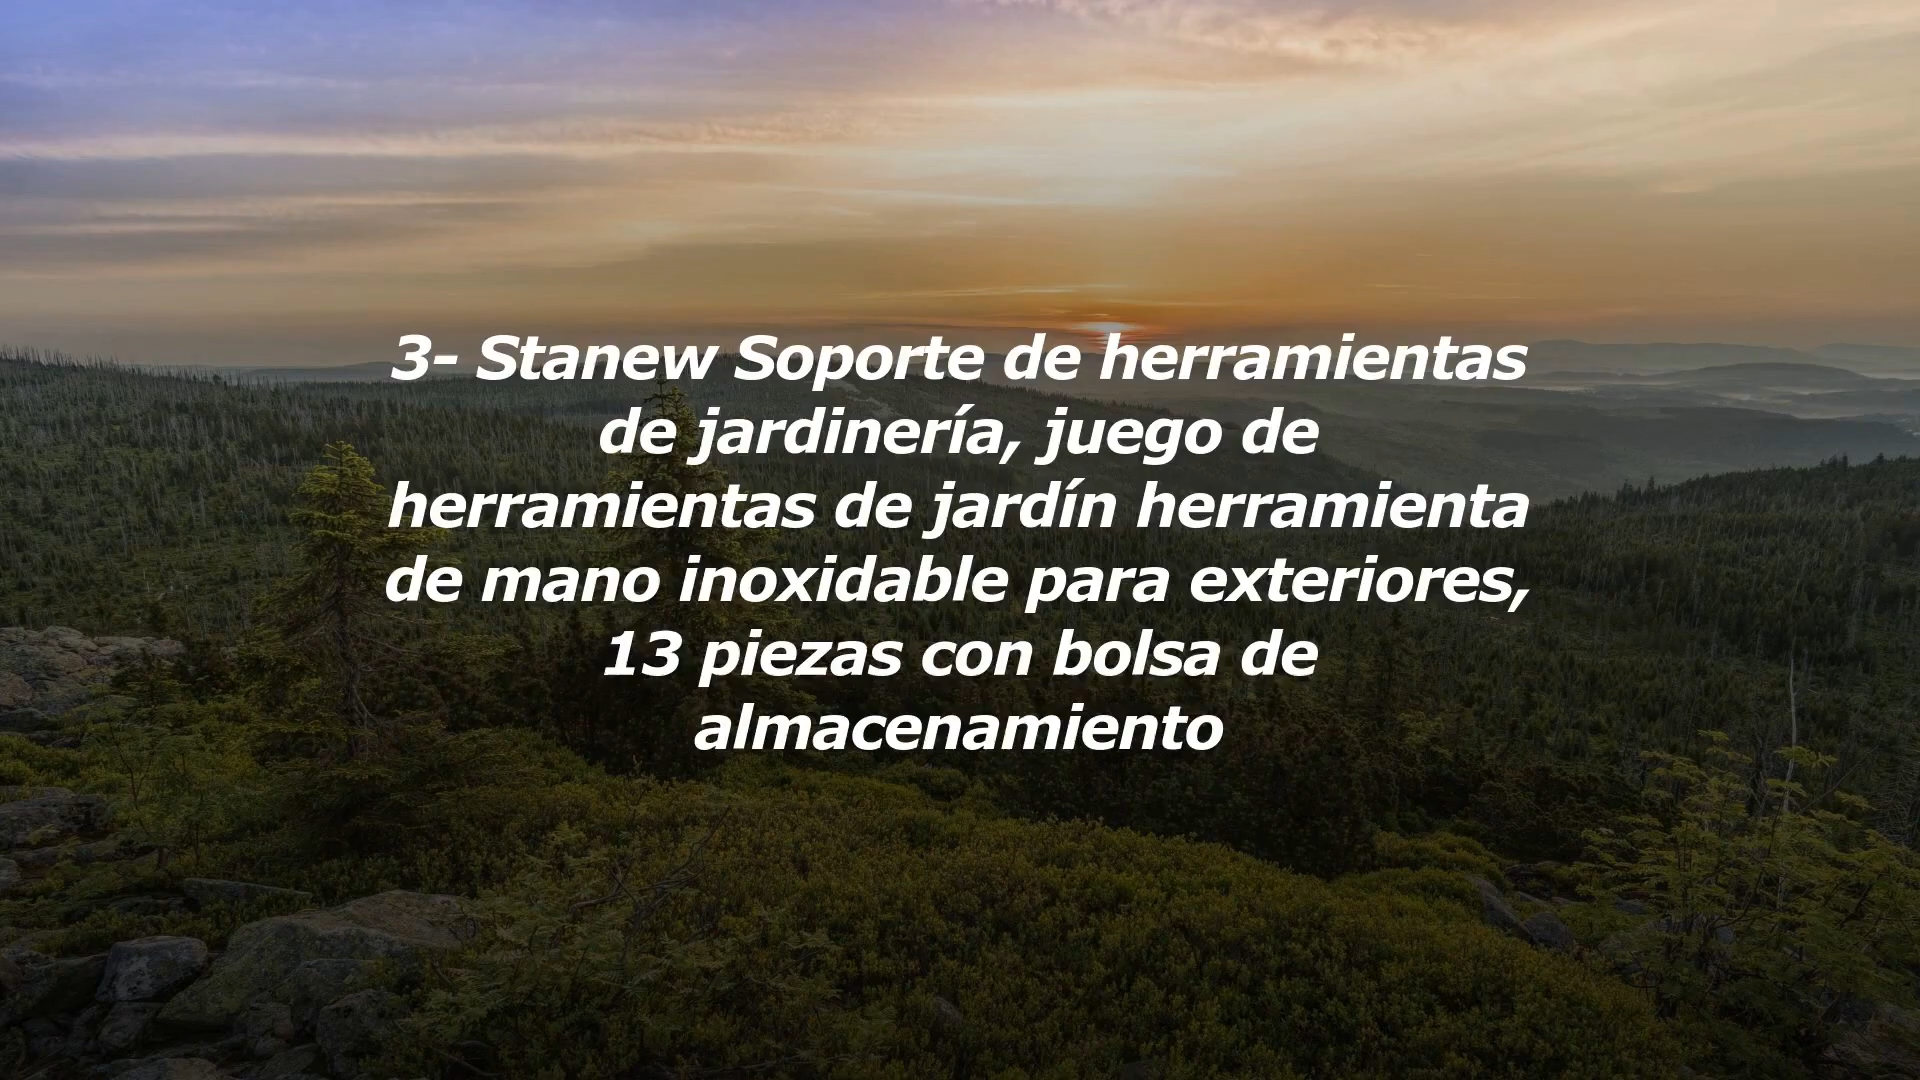 3- Stanew Soporte de herramientas
de jardinería, juego de
herramientas de jardín herramienta
de mano inoxidable para exteriores,
13 piezas con bolsa de
almacenamiento